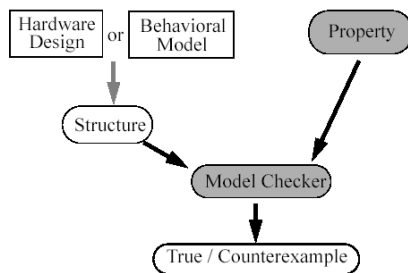 Hardware
Design
or
Behavioral
Model
Property
Structure
Model Checker
True / Counterexample